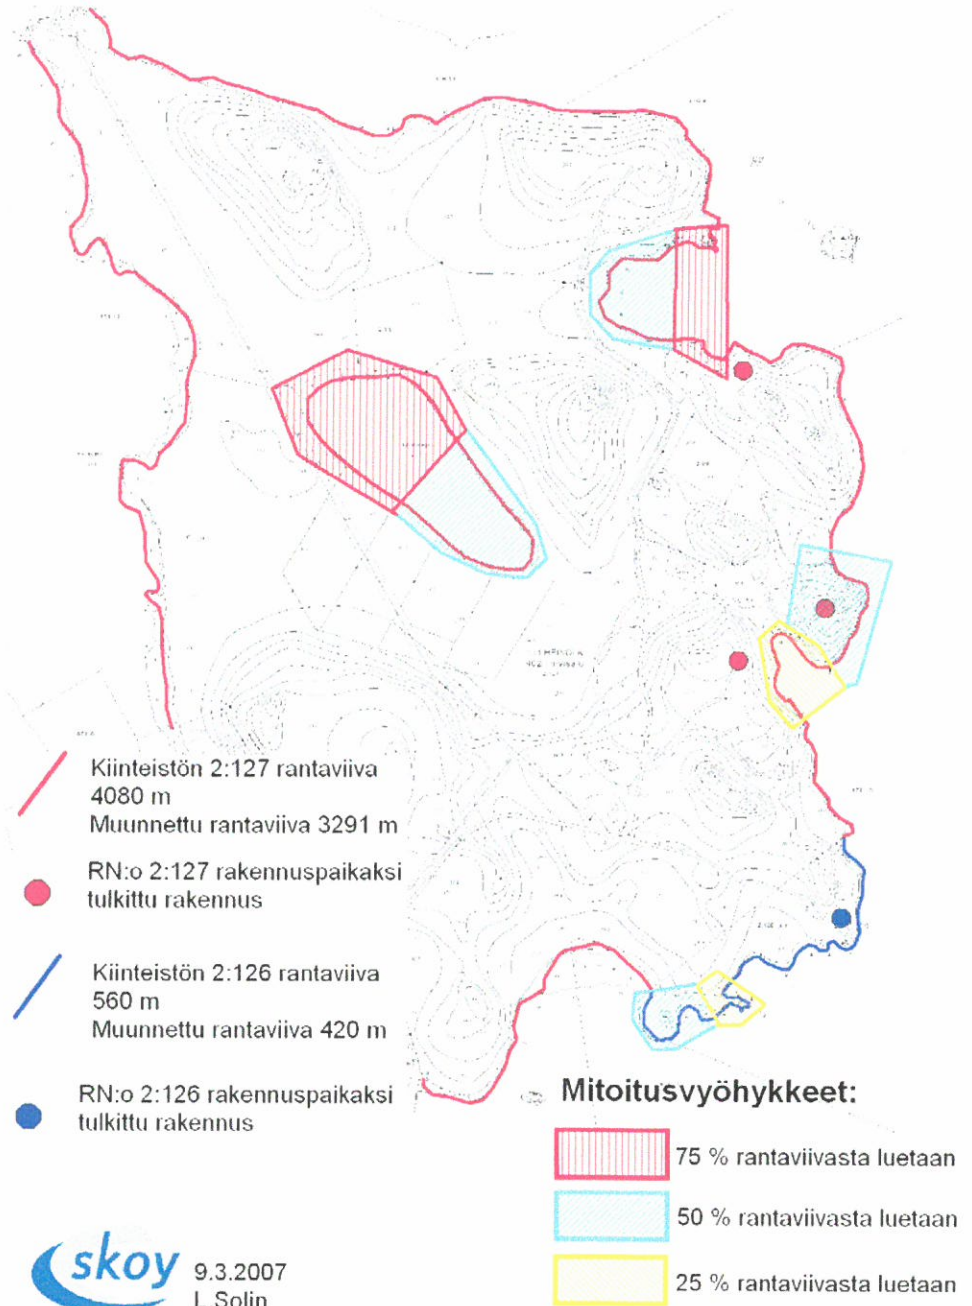 Kiinteistön 2:127 rantaviiva
4080 m
Muunnettu rantaviiva 3291 m
RN:o 2:127 rakennuspaikaksi
tulkittu rakennus
Kiinteistön 2:126 rantaviiva
560 m
Muunnettu rantaviiva 420 m
RN:o 2:126 rakennuspaikaksi
tulkittu rakennus
Mitoitusvyöhykkeet:
75 % rantaviivasta luetaan
50 % rantaviivasta luetaan
25 % rantaviivasta luetaan
skoy
9.3.2007
L Solin